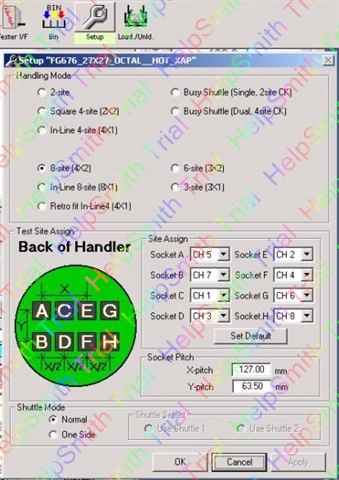 BIN
Tester I/F Bin Setup Load./Unld.
Setup "FG676_27X27_OCTAL__HOT_XAP"
Handling Mode
2-site
Busy Shuttle (Single, 2site CK)
Square 4-site (2X2)
Busy Shuttle (Dual, 4site CK)
In-Line 4-site (4X1)
8-site (4X2)
6-site (3X2)
In-Line 8-site (8X1)
3-site (3X1)
Retro fit In-Line4 (4X1)
Test Site Assign
Back of Handler
X
A C E G
Y
B D F H
X/2 X/2 X/2
Site Assign
Socket A CH 5 Socket E CH 2
Socket B CH 7 Socket F CH 4
Socket C CH 1 Socket G CH 6
Socket D CH 3 Socket H CH 8
Set Default
Socket Pitch
X-pitch 127.00 mm
Y-pitch 63.50 mm
Shuttle Mode
Normal
One Side
Shuttle Select
Use Shuttle 1 Use Shuttle 2
OK Cancel Apply
HelpSmith Trial